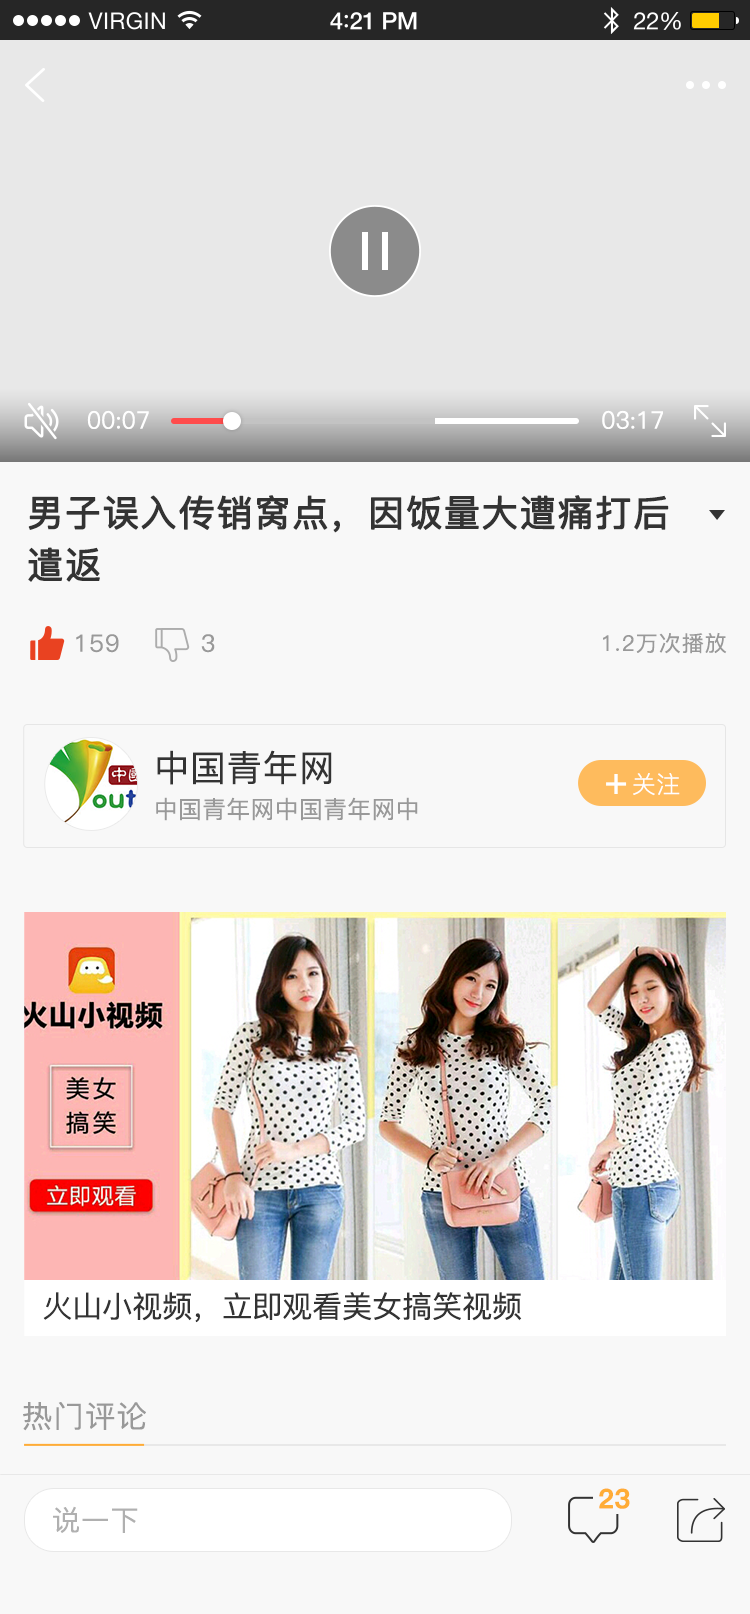 VIRGIN 4:21 PM 22%
00:07 03:17
男子误入传销窝点，因饭量大遭痛打后
遣返
159 3 1.2万次播放
中国
out
中国青年网
中国青年网中国青年网中
+关注
火山小视频
美女
搞笑
立即观看
火山小视频，立即观看美女搞笑视频
热门评论
说一下
23